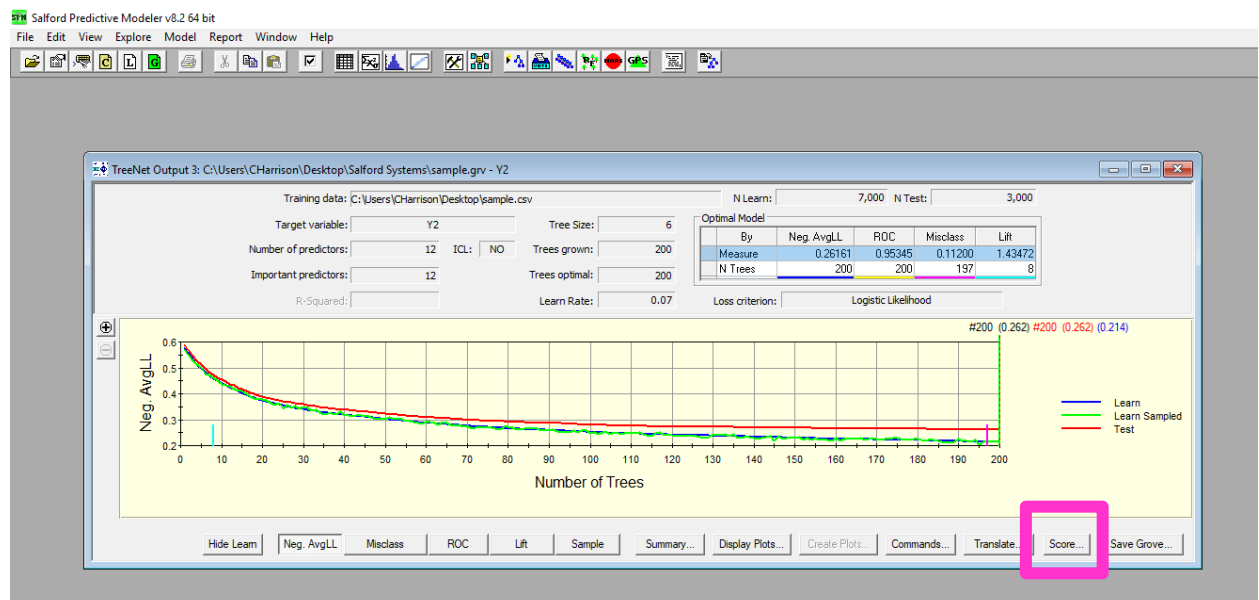 Salford Predictive Modeler v8.2 64 bit
File Edit View Explore Model Report Window Help
TreeNet Output 3: C:\Users\CHarrison\Desktop\Salford Systems\sample.grv - Y2
Training data: C:\Users\CHarrison\Desktop\sample.csv N Learn: 7,000 N Test: 3,000
Target variable: Y2 Tree Size: 6 Optimal Model
By Neg. AvgLL ROC Misclass Lift
Number of predictors: 12 ICL: NO Trees grown: 200 Measure 0.26161 0.95345 0.11200 1.43472
Important predictors: 12 Trees optimal: 200 N Trees 200 200 197 8
R-Squared: Learn Rate: 0.07 Loss criterion: Logistic Likelihood
#200 (0.262) #200 (0.262) (0.214)
Neg. AvgLL
0.6
0.5
0.4
0.3
0.2
0 10 20 30 40 50 60 70 80 90 100 110 120 130 140 150 160 170 180 190 200
Number of Trees
Learn
Learn Sampled
Test
Hide Learn Neg. AvgLL Misclass ROC Lift Sample Summary... Display Plots... Create Plots... Commands... Translate... Score... Save Grove...